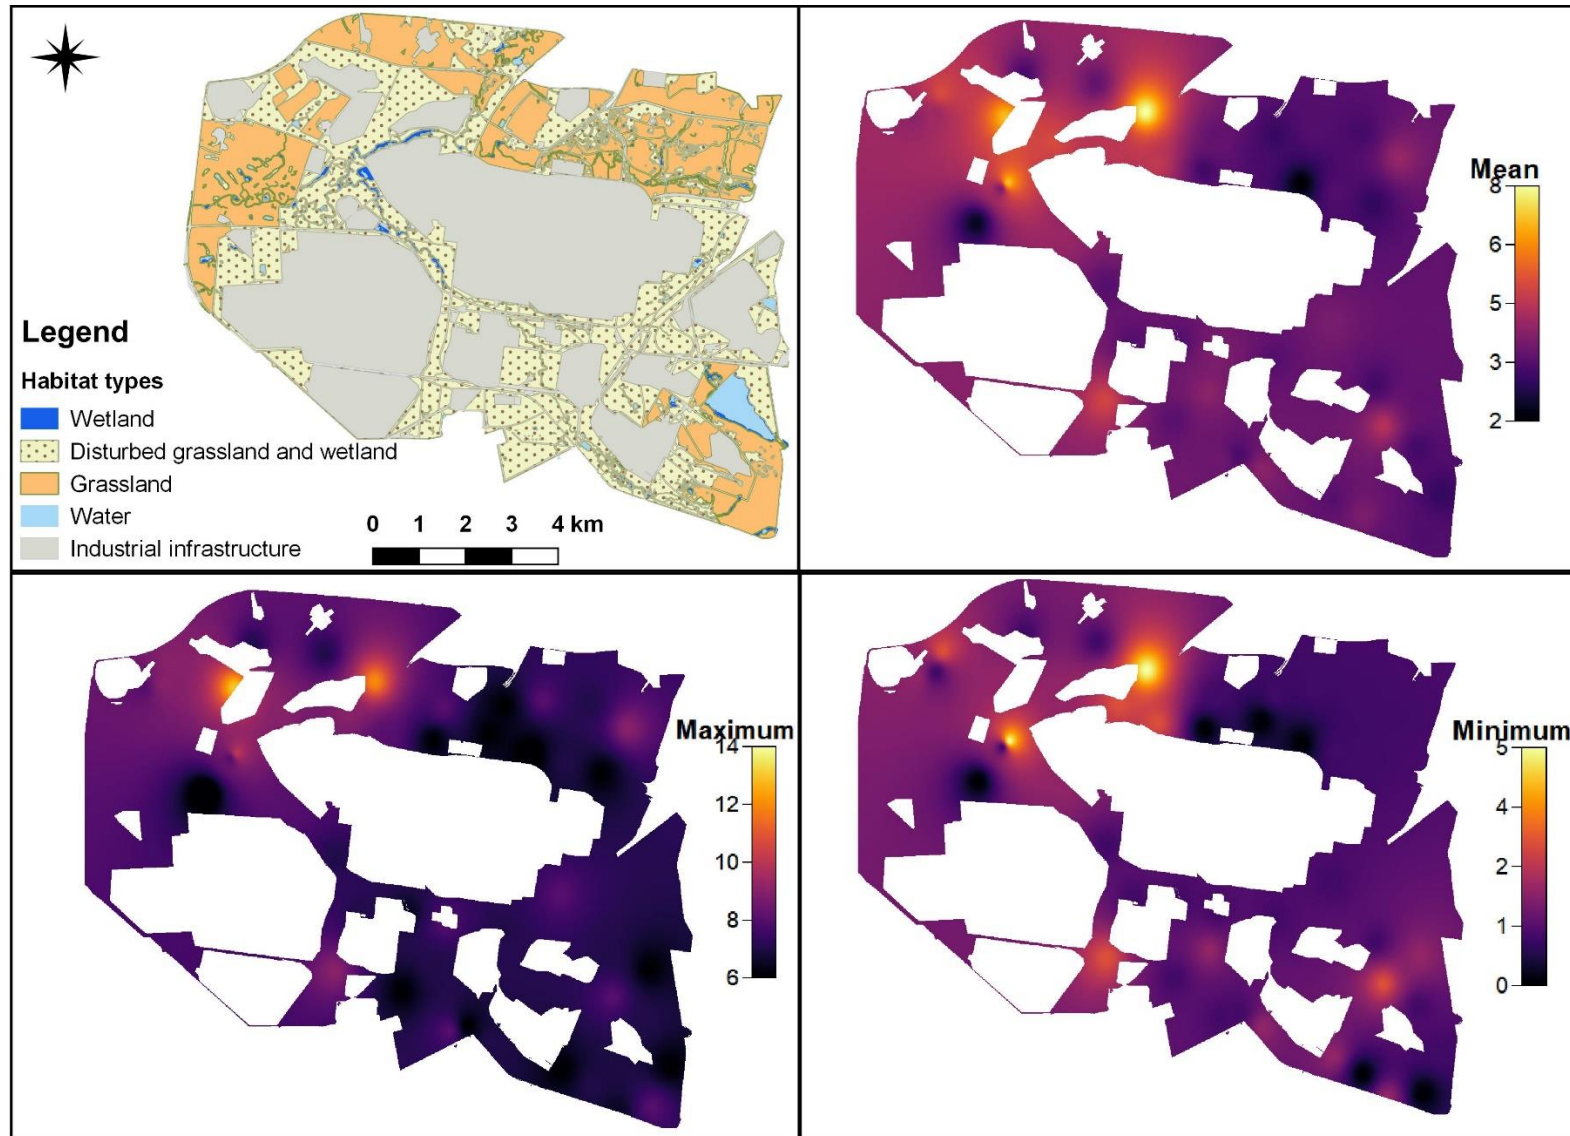 Legend
Habitat types
Wetland
Disturbed grassland and wetland
Grassland
Water
Industrial infrastructure
0 1 2 3 4 km
Mean
8
6
5
3
2
Maximum
14
12
10
8
6
Minimum
5
4
2
1
0